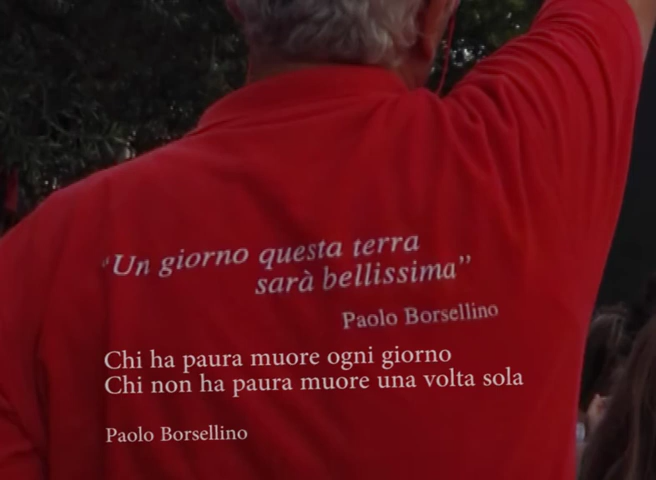 “Un giorno questa terra
sarà bellissima”
Paolo Borsellino
Chi ha paura muore ogni giorno
Chi non ha paura muore una volta sola
Paolo Borsellino